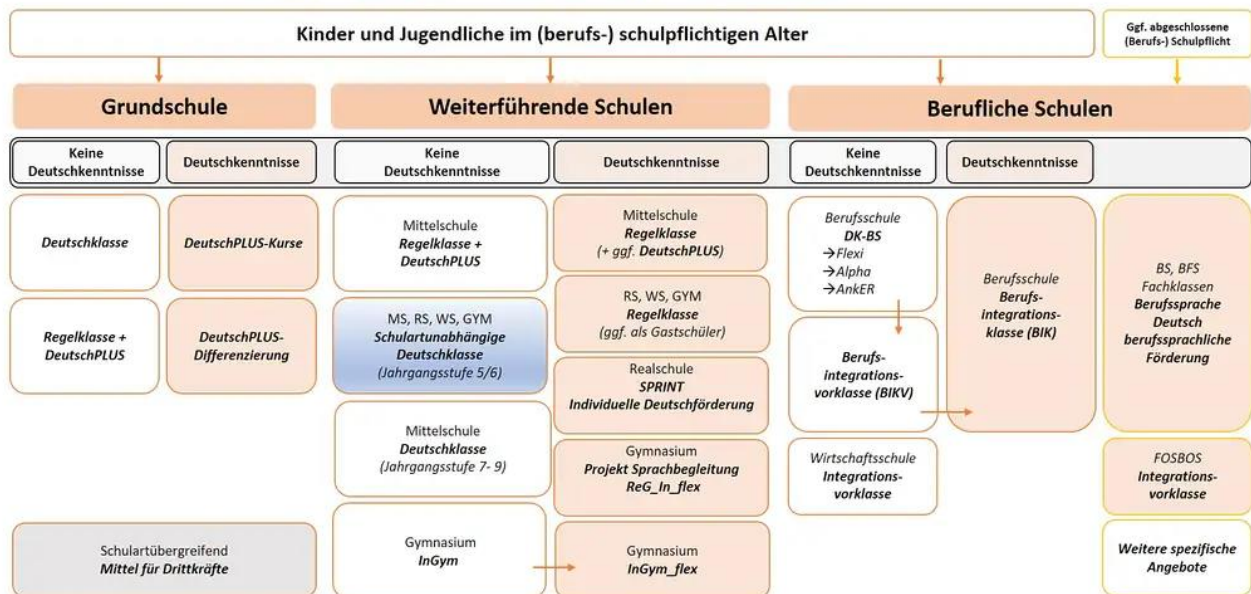 Kinder und Jugendliche im (berufs-) schulpflichtigen Alter
Ggf. abgeschlossene
(Berufs-) Schulpflicht
Grundschule
Weiterführende Schulen
Berufliche Schulen
Keine
Deutschkenntnisse
Deutschkenntnisse
Keine
Deutschkenntnisse
Deutschkenntnisse
Keine
Deutschkenntnisse
Deutschkenntnisse
Deutschklasse
DeutschPLUS-Kurse
Regelklasse +
DeutschPLUS
DeutschPLUS-
Differenzierung
Schulartübergreifend
Mittel für Drittkräfte
Mittelschule
Regelklasse +
DeutschPLUS
MS, RS, WS, GYM
Schulartunabhängige
Deutschklasse
(Jahrgangsstufe 5/6)
Mittelschule
Deutschklasse
(Jahrgangsstufe 7- 9)
Gymnasium
InGym
Mittelschule
Regelklasse
(+ ggf. DeutschPLUS)
RS, WS, GYM
Regelklasse
(ggf. als Gastschüler)
Realschule
SPRINT
Individuelle Deutschförderung
Gymnasium
Projekt Sprachbegleitung
ReG_In_flex
Gymnasium
InGym_flex
Berufsschule
DK-BS
→Flexi
→Alpha
→AnkER
Berufs-
integrations-
vorklasse (BIKV)
Wirtschaftsschule
Integrations-
vorklasse
Berufsschule
Berufs-
integrations-
klasse (BIK)
BS, BFS
Fachklassen
Berufssprache
Deutsch
berufssprachliche
Förderung
FOSBOS
Integrations-
vorklasse
Weitere spezifische
Angebote